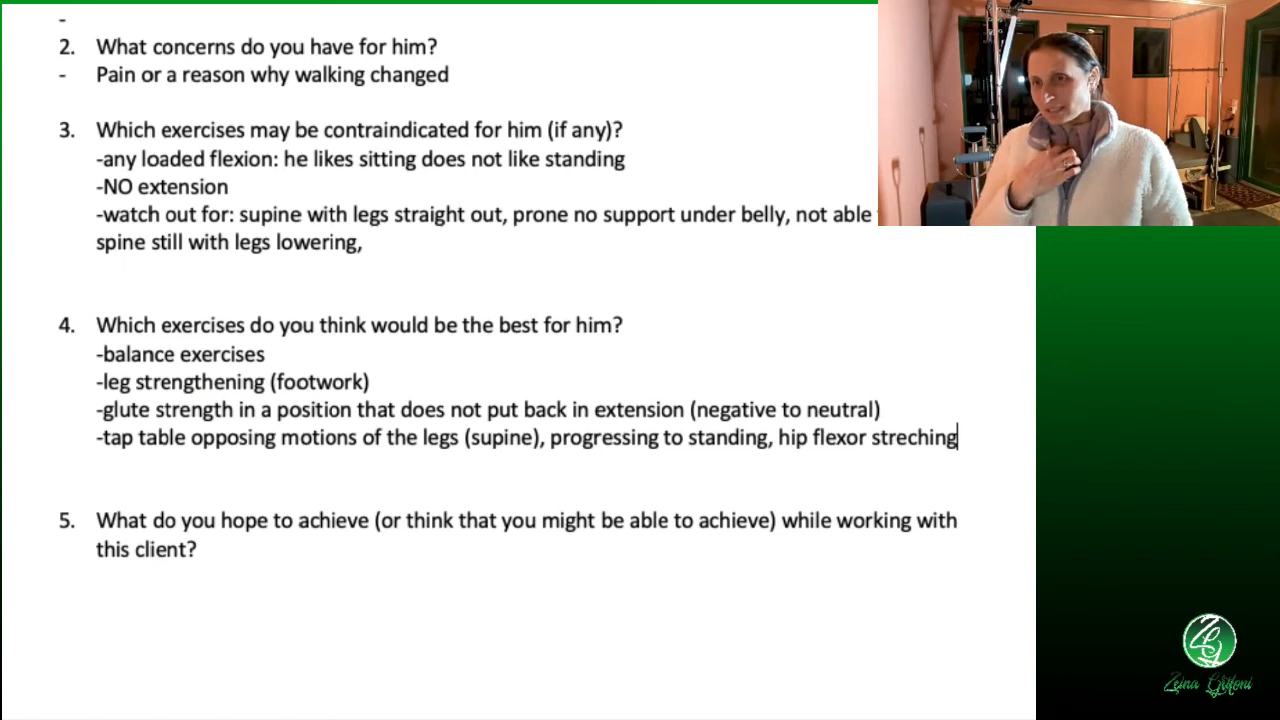 -
2. What concerns do you have for him?
- Pain or a reason why walking changed
3. Which exercises may be contraindicated for him (if any)?
-any loaded flexion: he likes sitting does not like standing
-NO extension
-watch out for: supine with legs straight out, prone no support under belly, not able
spine still with legs lowering,
4. Which exercises do you think would be the best for him?
-balance exercises
-leg strengthening (footwork)
-glute strength in a position that does not put back in extension (negative to neutral)
-tap table opposing motions of the legs (supine), progressing to standing, hip flexor streching
5. What do you hope to achieve (or think that you might be able to achieve) while working with
this client?
ZG
Zeina Grifoni